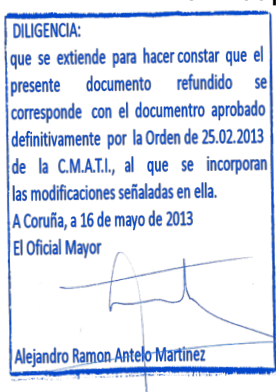 DILIGENCIA:
que se extiende para hacer constar que el
presente documento refundido se
corresponde con el documentro aprobado
definitivamente por la Orden de 25.02.2013
de la C.M.A.T.I., al que se incorporan
las modificaciones señaladas en ella.
A Coruña, a 16 de mayo de 2013
El Oficial Mayor
Alejandro Ramon Antelo Martinez